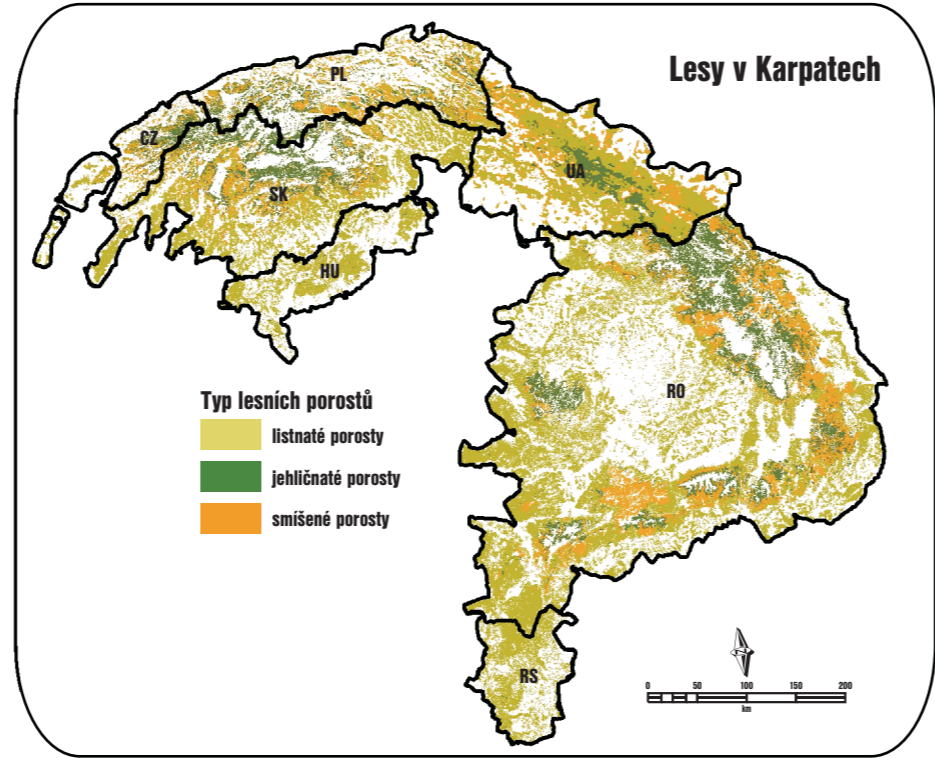 Lesy v Karpatech
PL
CZ
SK
UA
HU
RO
RS
Typ lesních porostů
listnaté porosty
jehličnaté porosty
smíšené porosty
0 50 100 150 200
km